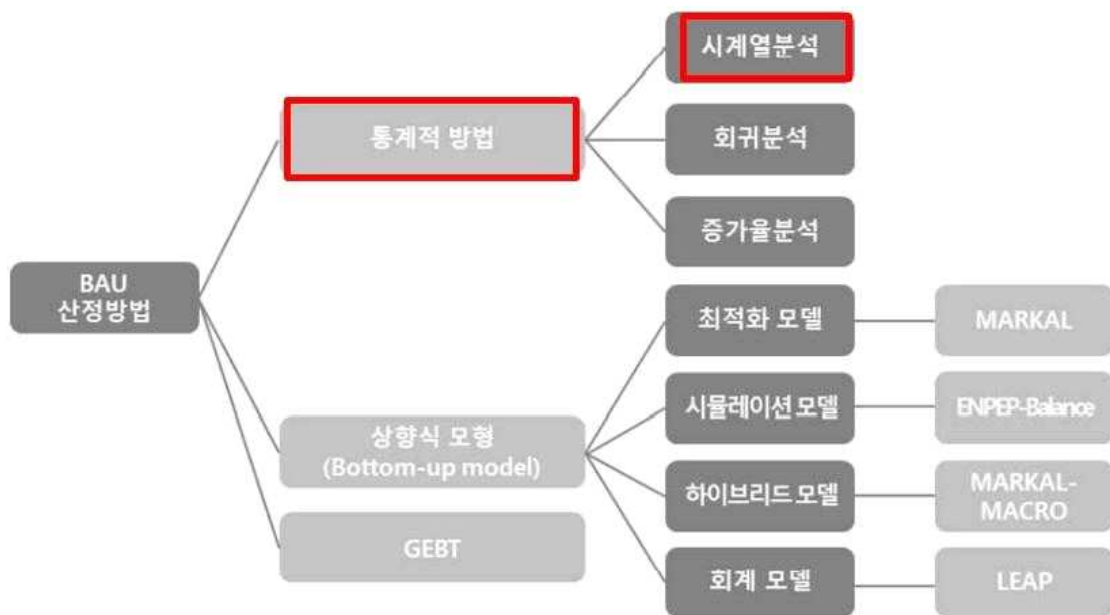 BAU
산정방법
통계적 방법
시계열분석
회귀분석
증가율분석
상향식 모형
(Bottom-up model)
최적화 모델
MARKAL
시뮬레이션 모델
ENPEP-Balance
하이브리드 모델
MARKAL-
MACRO
회계 모델
LEAP
GEBT